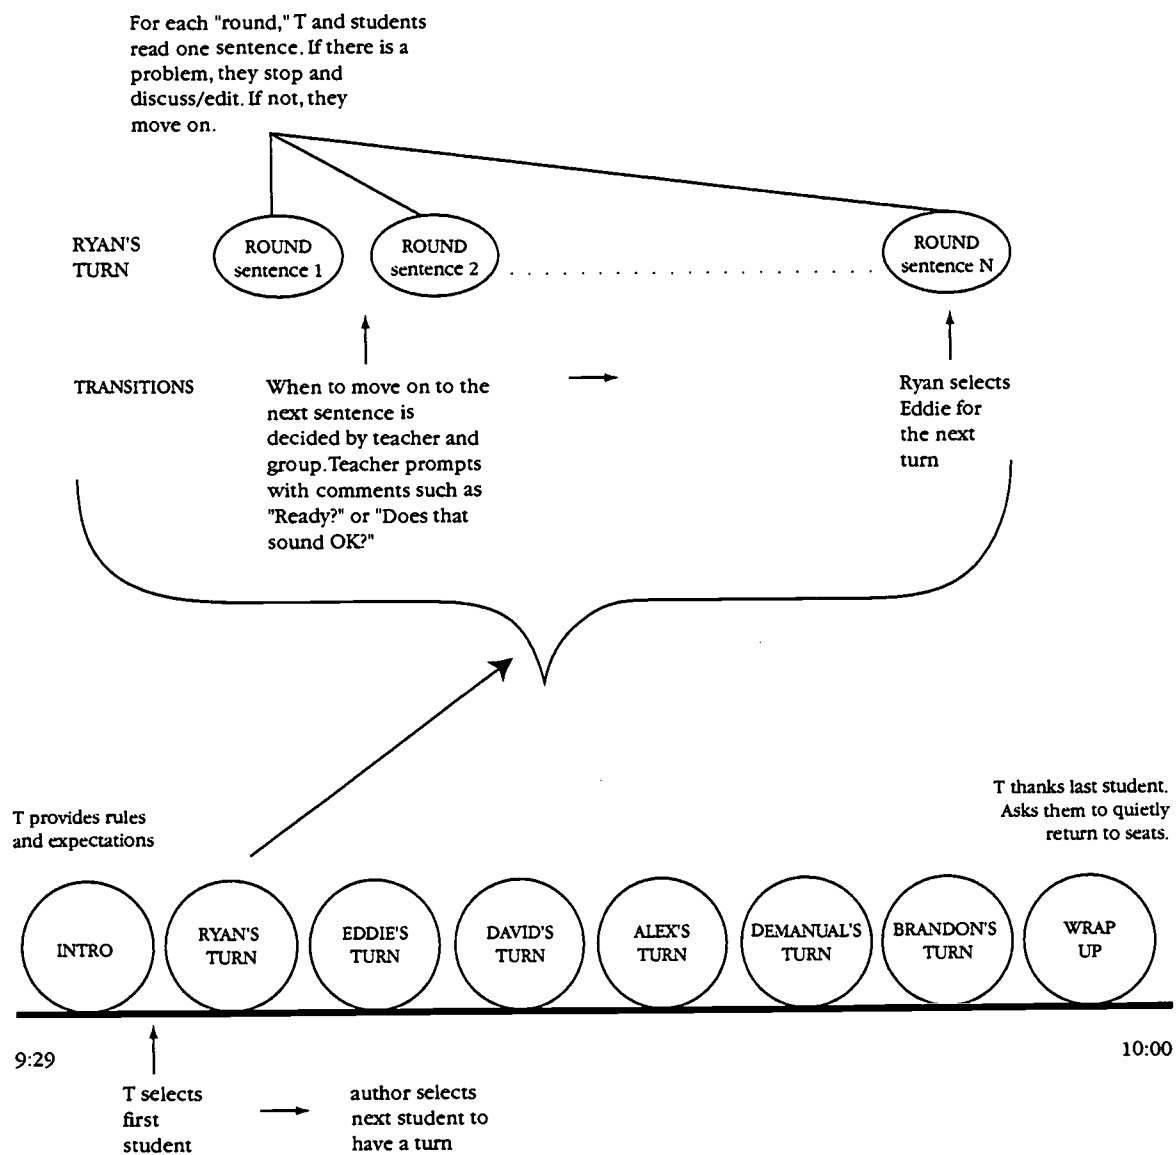 For each "round," T and students
read one sentence. If there is a
problem, they stop and
discuss/edit. If not, they
move on.
RYAN'S
TURN
ROUND
sentence 1
ROUND
sentence 2
ROUND
sentence N
TRANSITIONS
When to move on to the
next sentence is
decided by teacher and
group. Teacher prompts
with comments such as
"Ready?" or "Does that
sound OK?"
Ryan selects
Eddie for
the next
turn
T provides rules
and expectations
T thanks last student.
Asks them to quietly
return to seats.
INTRO
RYAN'S
TURN
EDDIE'S
TURN
DAVID'S
TURN
ALEX'S
TURN
DEMANUAL'S
TURN
BRANDON'S
TURN
WRAP
UP
9:29
10:00
T selects
first
student
author selects
next student to
have a turn